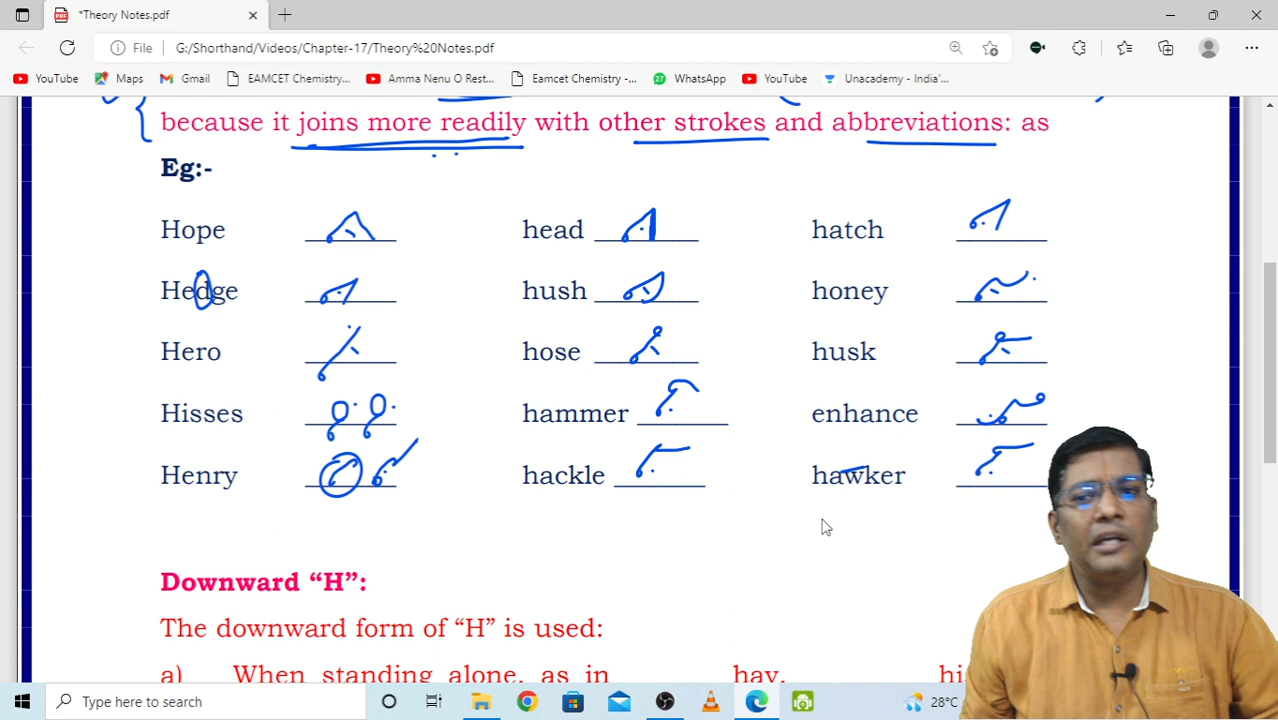 *Theory Notes.pdf
File G:/Shorthand/Videos/Chapter-17/Theory%20Notes.pdf
YouTube Maps Gmail EAMCET Chemistry... Amma Nenu O Rest... Eamcet Chemistry -... WhatsApp YouTube Unacademy - India'...
because it joins more readily with other strokes and abbreviations: as
Eg:-
Hope head hatch
Hedge hush honey
Hero hose husk
Hisses hammer enhance
Henry hackle hawker
Downward “H”:
The downward form of “H” is used:
a) When standing alone, as in hay,
Type here to search 28°C